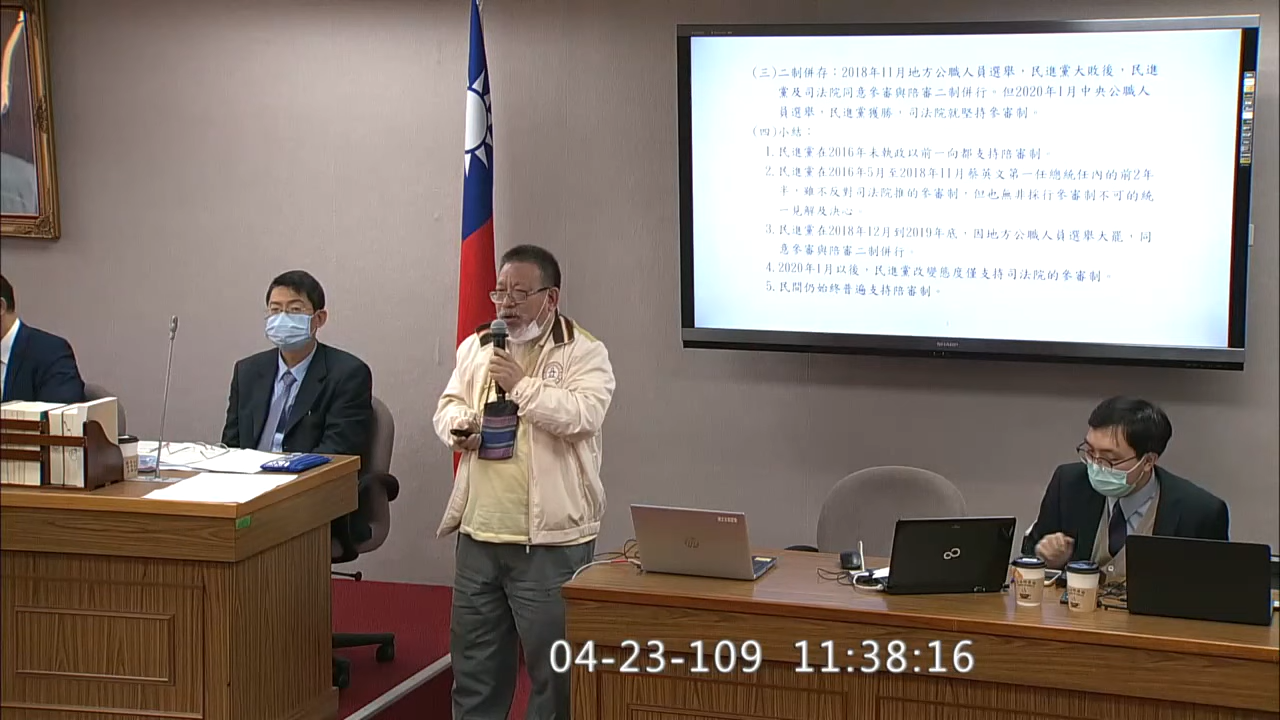 (三)二制併存：2018年11月地方公職人員選舉，民進黨大敗後，民進
黨及司法院同意參審與陪審二制併行。但2020年1月中央公職人
員選舉，民進黨獲勝，司法院就堅持參審制。
(四)小結：
1.民進黨在2016年未執政以前一向都支持陪審制。
2.民進黨在2016年5月至2018年11月蔡英文第一任總統任內的前2年
半，雖不反對司法院推的參審制，但也無非採行參審制不可的統
一見解及決心。
3.民進黨在2018年12月到2019年底，因地方公職人員選舉大罷，同
意參審與陪審二制併行。
4.2020年1月以後，民進黨改變態度僅支持司法院的參審制。
5.民間仍始終普遍支持陪審制。
SHARP
04-23-109 11:38:16